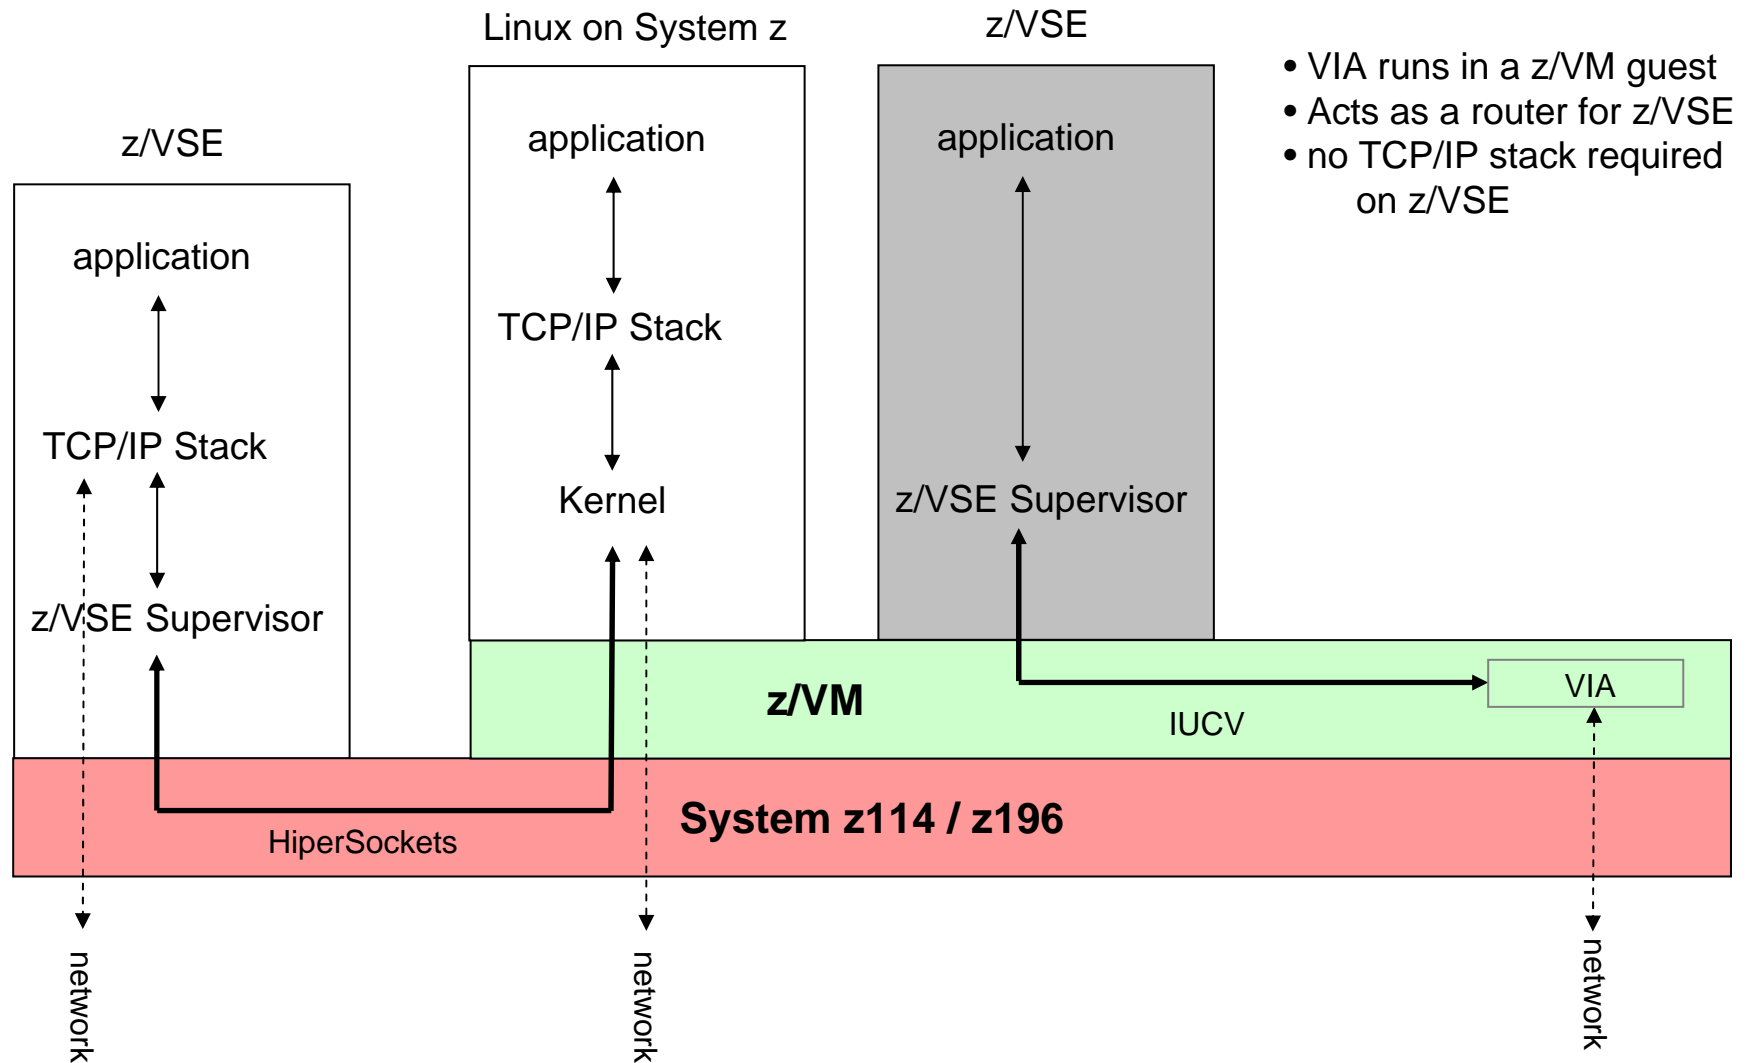 Linux on System z
z/VSE
• VIA runs in a z/VM guest
• Acts as a router for z/VSE
• no TCP/IP stack required
on z/VSE
z/VSE
application
TCP/IP Stack
z/VSE Supervisor
application
TCP/IP Stack
Kernel
application
z/VSE Supervisor
z/VM
IUCV
VIA
System z114 / z196
HiperSockets
network
network
network